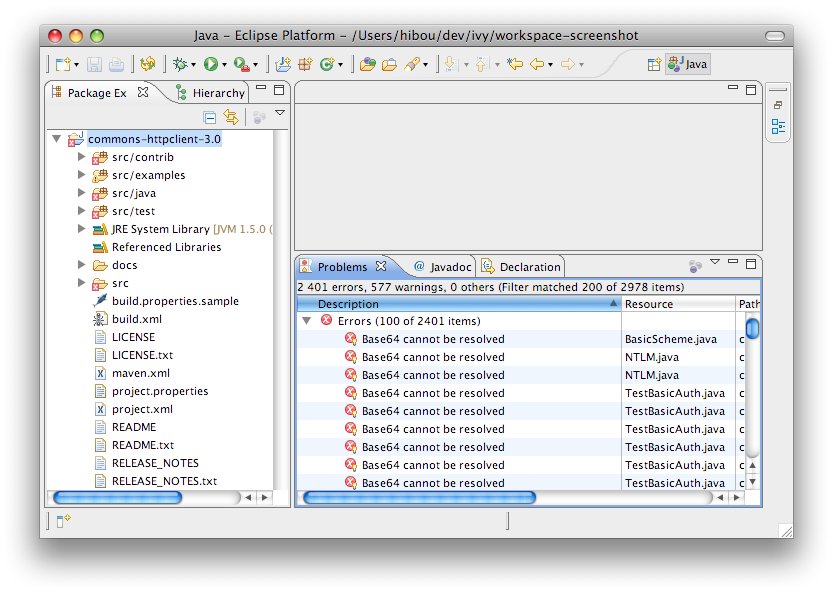 Java – Eclipse Platform – /Users/hibou/dev/ivy/workspace-screenshot
Java
Package Ex
Hierarchy
commons-httpclient-3.0
src/contrib
src/examples
src/java
src/test
JRE System Library [JVM 1.5.0 (
Referenced Libraries
docs
src
build.properties.sample
build.xml
LICENSE
LICENSE.txt
maven.xml
project.properties
project.xml
README
README.txt
RELEASE_NOTES
RELEASE_NOTES.txt
Problems @ Javadoc Declaration
2 401 errors, 577 warnings, 0 others (Filter matched 200 of 2978 items)
Description Resource Path
Errors (100 of 2401 items)
Base64 cannot be resolved BasicScheme.java c
Base64 cannot be resolved NTLM.java c
Base64 cannot be resolved NTLM.java c
Base64 cannot be resolved TestBasicAuth.java c
Base64 cannot be resolved TestBasicAuth.java c
Base64 cannot be resolved TestBasicAuth.java c
Base64 cannot be resolved TestBasicAuth.java c
Base64 cannot be resolved TestBasicAuth.java c
Base64 cannot be resolved TestBasicAuth.java c